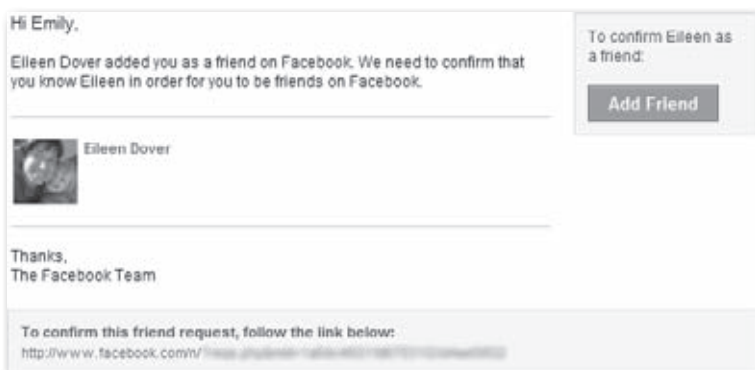 Hi Emily,
Eileen Dover added you as a friend on Facebook. We need to confirm that
you know Eileen in order for you to be friends on Facebook.
To confirm Eileen as
a friend:
Add Friend
Eileen Dover
Thanks,
The Facebook Team
To confirm this friend request, follow the link below:
http://www.facebook.com/n/